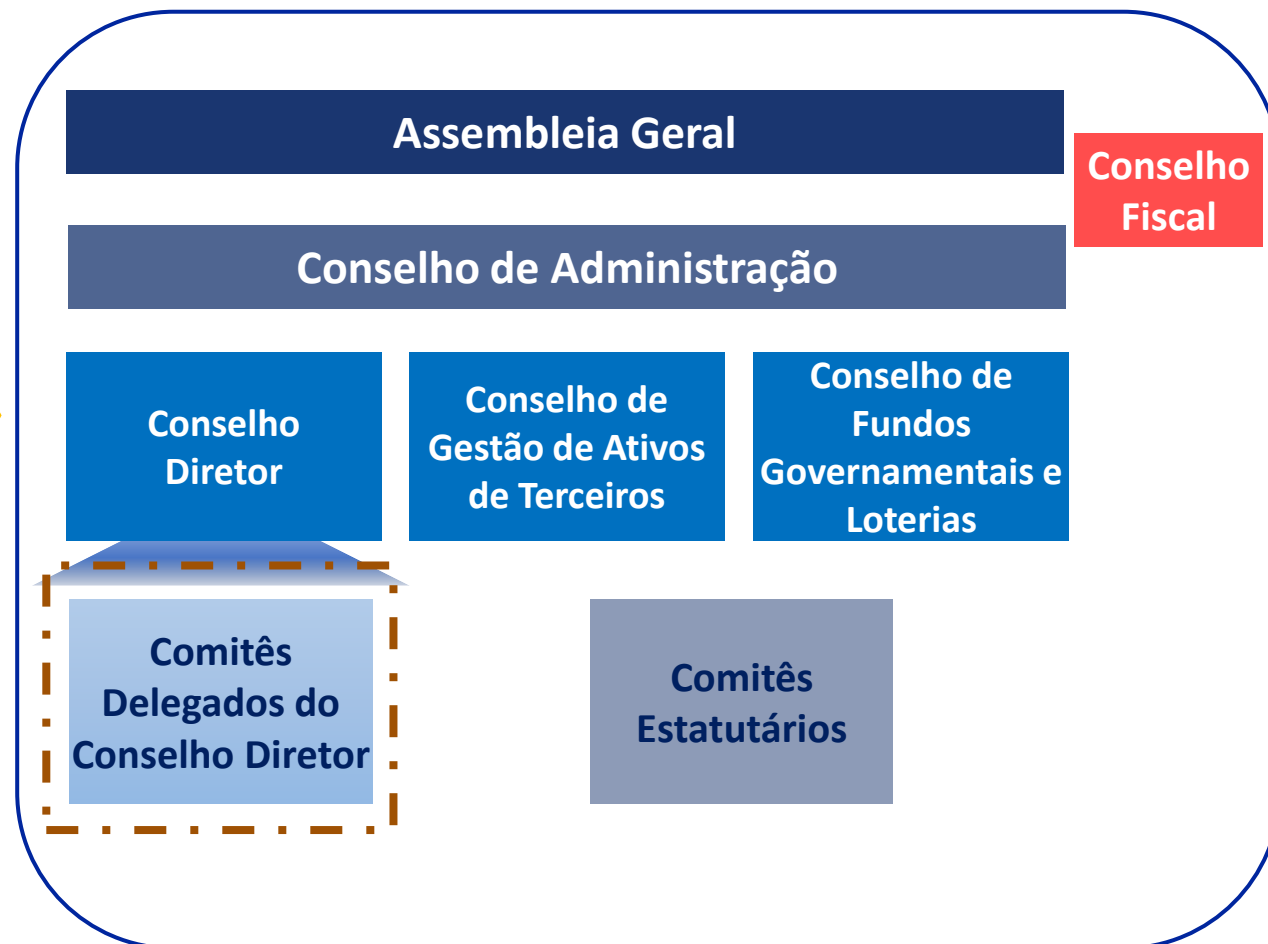 Assembleia Geral
Conselho
Fiscal
Conselho de Administração
Conselho
Diretor
Conselho de
Gestão de Ativos
de Terceiros
Conselho de
Fundos
Governamentais e
Loterias
Comitês
Delegados do
Conselho Diretor
Comitês
Estatutários